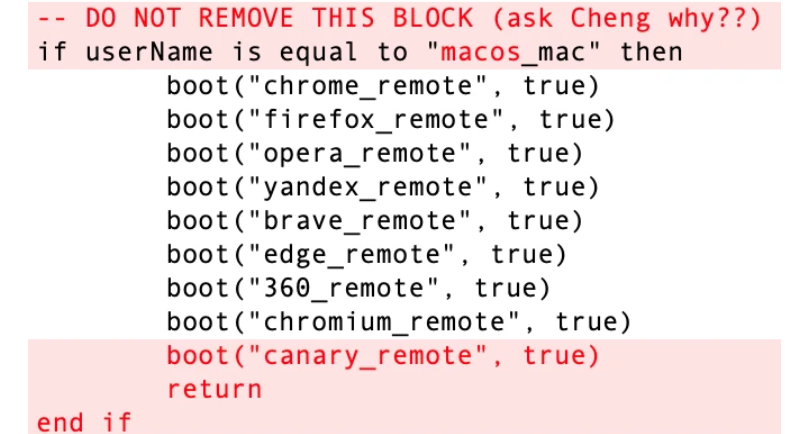 -- DO NOT REMOVE THIS BLOCK (ask Cheng why??)
if userName is equal to "macos_mac" then
boot("chrome_remote", true)
boot("firefox_remote", true)
boot("opera_remote", true)
boot("yandex_remote", true)
boot("brave_remote", true)
boot("edge_remote", true)
boot("360_remote", true)
boot("chromium_remote", true)
boot("canary_remote", true)
return
end if